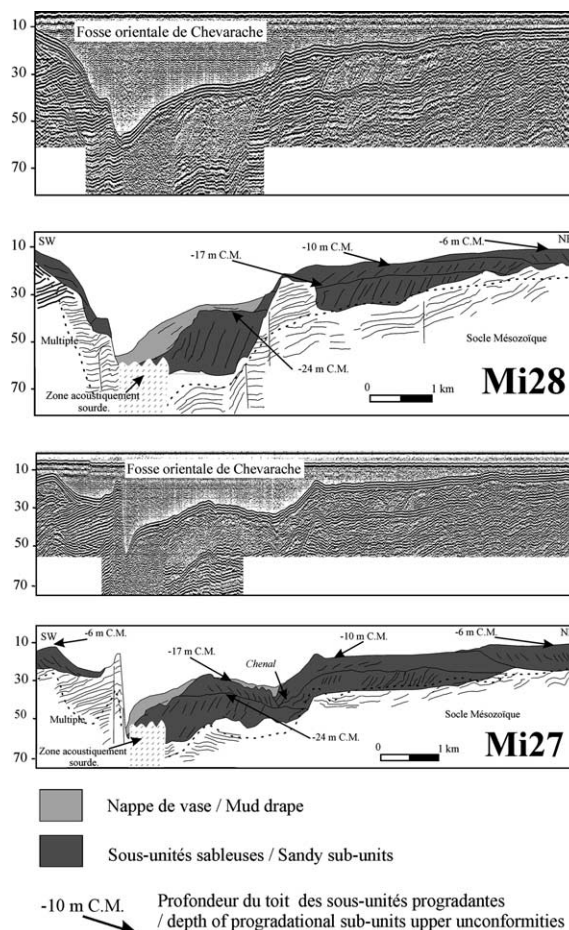 Fosse orientale de Chevarache
10
30
50
70
SW
10
-17 m C.M.
-10 m C.M.
-6 m C.M.
30
Multiple
50
-24 m C.M.
Socle Mésozoïque
Zone acoustiquement
sourde.
70
0
1 km
Mi28
Fosse orientale de Chevarache
10
30
50
70
SW
-6 m C.M.
-17 m C.M.
Chenal
-10 m C.M.
-6 m C.M.
10
30
50
Multiple
-24 m C.M.
Socle Mésozoïque
Zone acoustiquement
sourde.
70
0
1 km
Mi27
Nappe de vase / Mud drape
Sous-unités sableuses / Sandy sub-units
-10 m C.M.
Profondeur du toit des sous-unités progradantes
/ depth of progradational sub-units upper unconformities